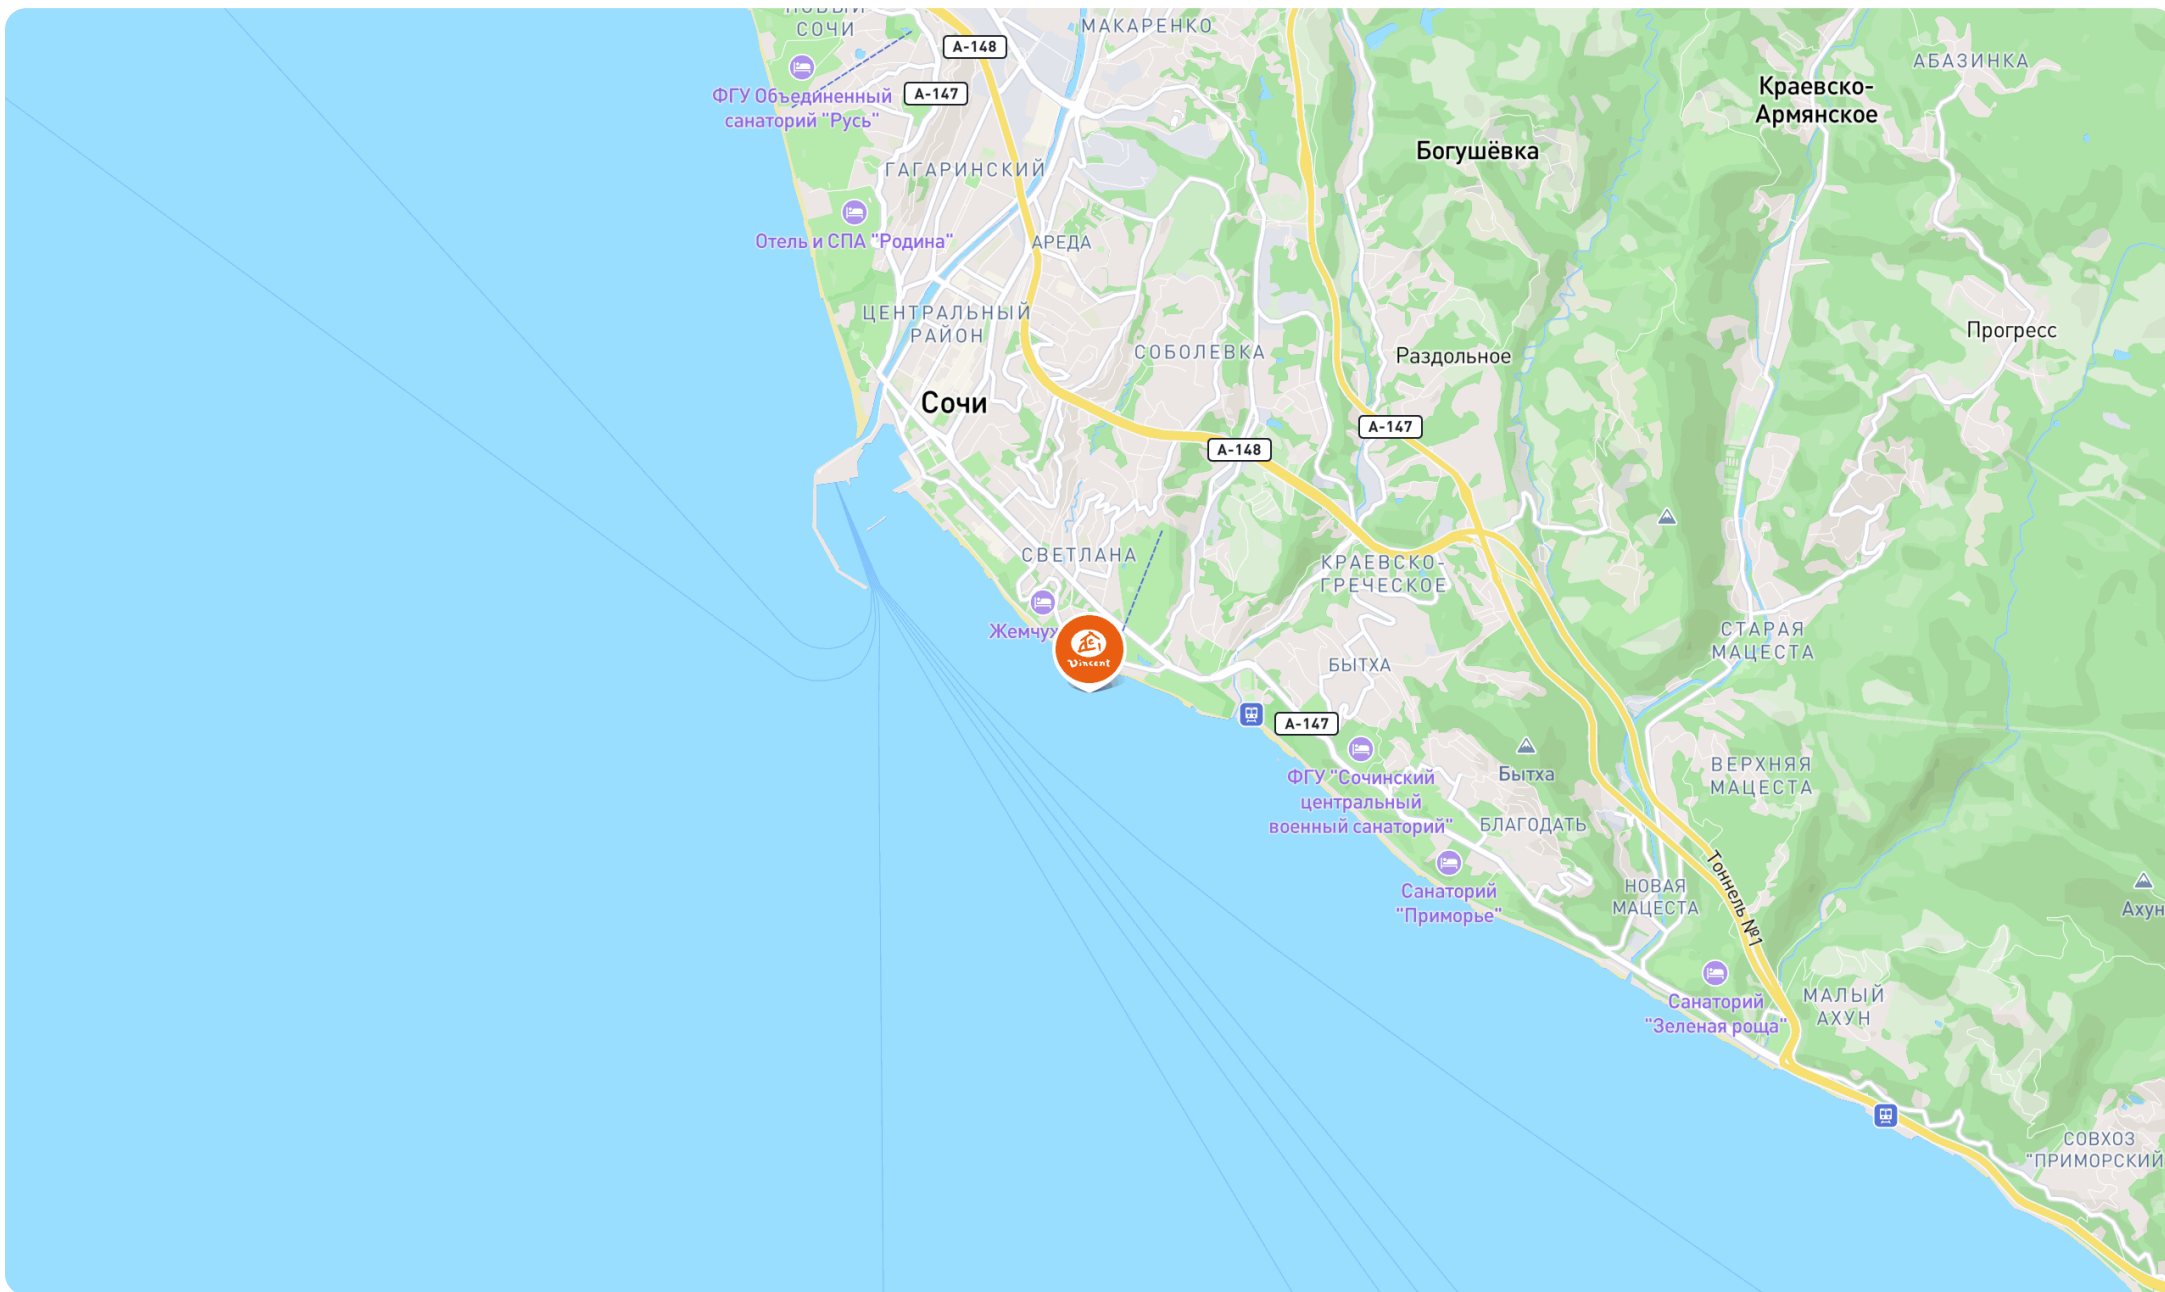 НОВЫЙ
СОЧИ
МАКАРЕНКО
А-148
АБАЗИНКА
ФГУ Объединенный
санаторий "Русь"
А-147
Краевско-
Армянское
Богушёвка
ГАГАРИНСКИЙ
Отель и СПА "Родина"
АРЕДА
ЦЕНТРАЛЬНЫЙ
РАЙОН
СОБОЛЕВКА
Раздольное
Прогресс
Сочи
А-147
А-148
СВЕТЛАНА
КРАЕВСКО-
ГРЕЧЕСКОЕ
Жемчуж
Vincent
БЫТХА
СТАРАЯ
МАЦЕСТА
А-147
ФГУ "Сочинский
центральный
военный санаторий"
Бытха
ВЕРХНЯЯ
МАЦЕСТА
БЛАГОДАТЬ
Санаторий
"Приморье"
НОВАЯ
МАЦЕСТА
Тоннель №1
Ахун
Санаторий
"Зеленая роща"
МАЛЫЙ
АХУН
СОВХОЗ
"ПРИМОРСКИЙ